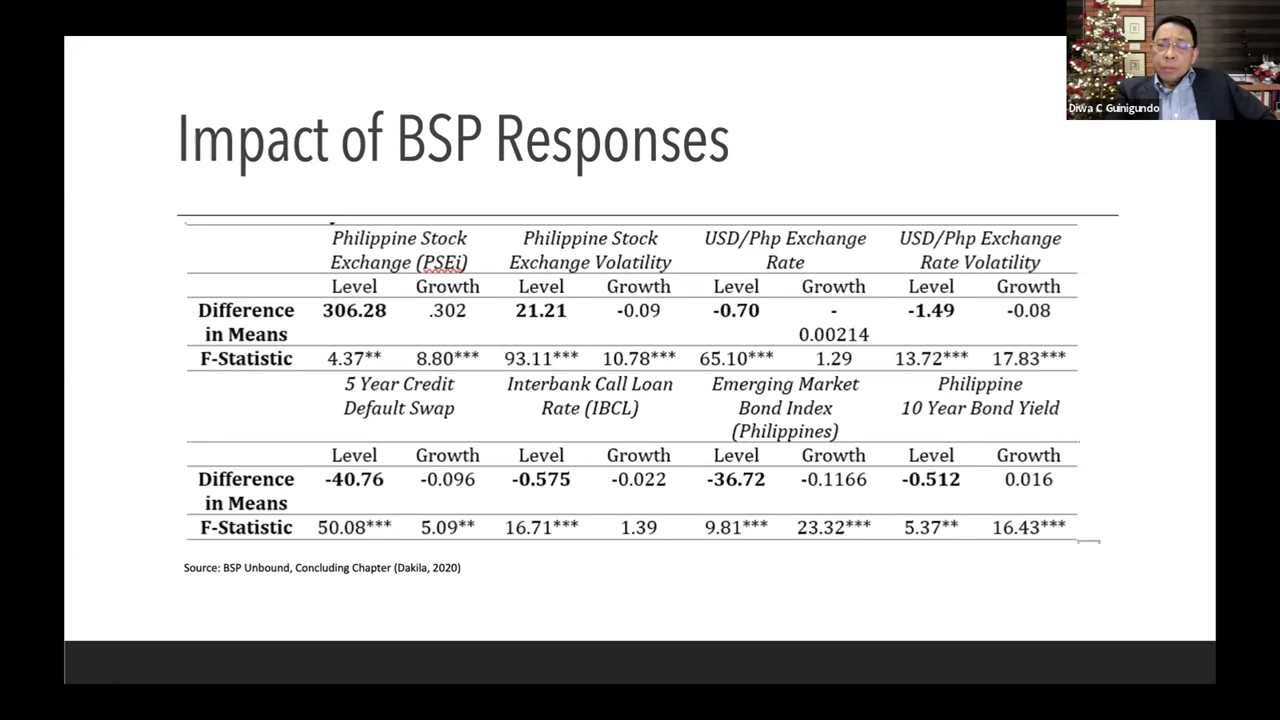 Diwa C Guinigundo
Impact of BSP Responses
Philippine Stock Philippine Stock USD/Php Exchange USD/Php Exchange
Exchange (PSEi) Exchange Volatility Rate Rate Volatility
Level Growth Level Growth Level Growth Level Growth
Difference 306.28 .302 21.21 -0.09 -0.70 - -1.49 -0.08
in Means 0.00214
F-Statistic 4.37** 8.80*** 93.11*** 10.78*** 65.10*** 1.29 13.72*** 17.83***
5 Year Credit Interbank Call Loan Emerging Market Philippine
Default Swap Rate (IBCL) Bond Index 10 Year Bond Yield
(Philippines)
Level Growth Level Growth Level Growth Level Growth
Difference -40.76 -0.096 -0.575 -0.022 -36.72 -0.1166 -0.512 0.016
in Means
F-Statistic 50.08*** 5.09** 16.71*** 1.39 9.81*** 23.32*** 5.37** 16.43***
Source: BSP Unbound, Concluding Chapter (Dakila, 2020)